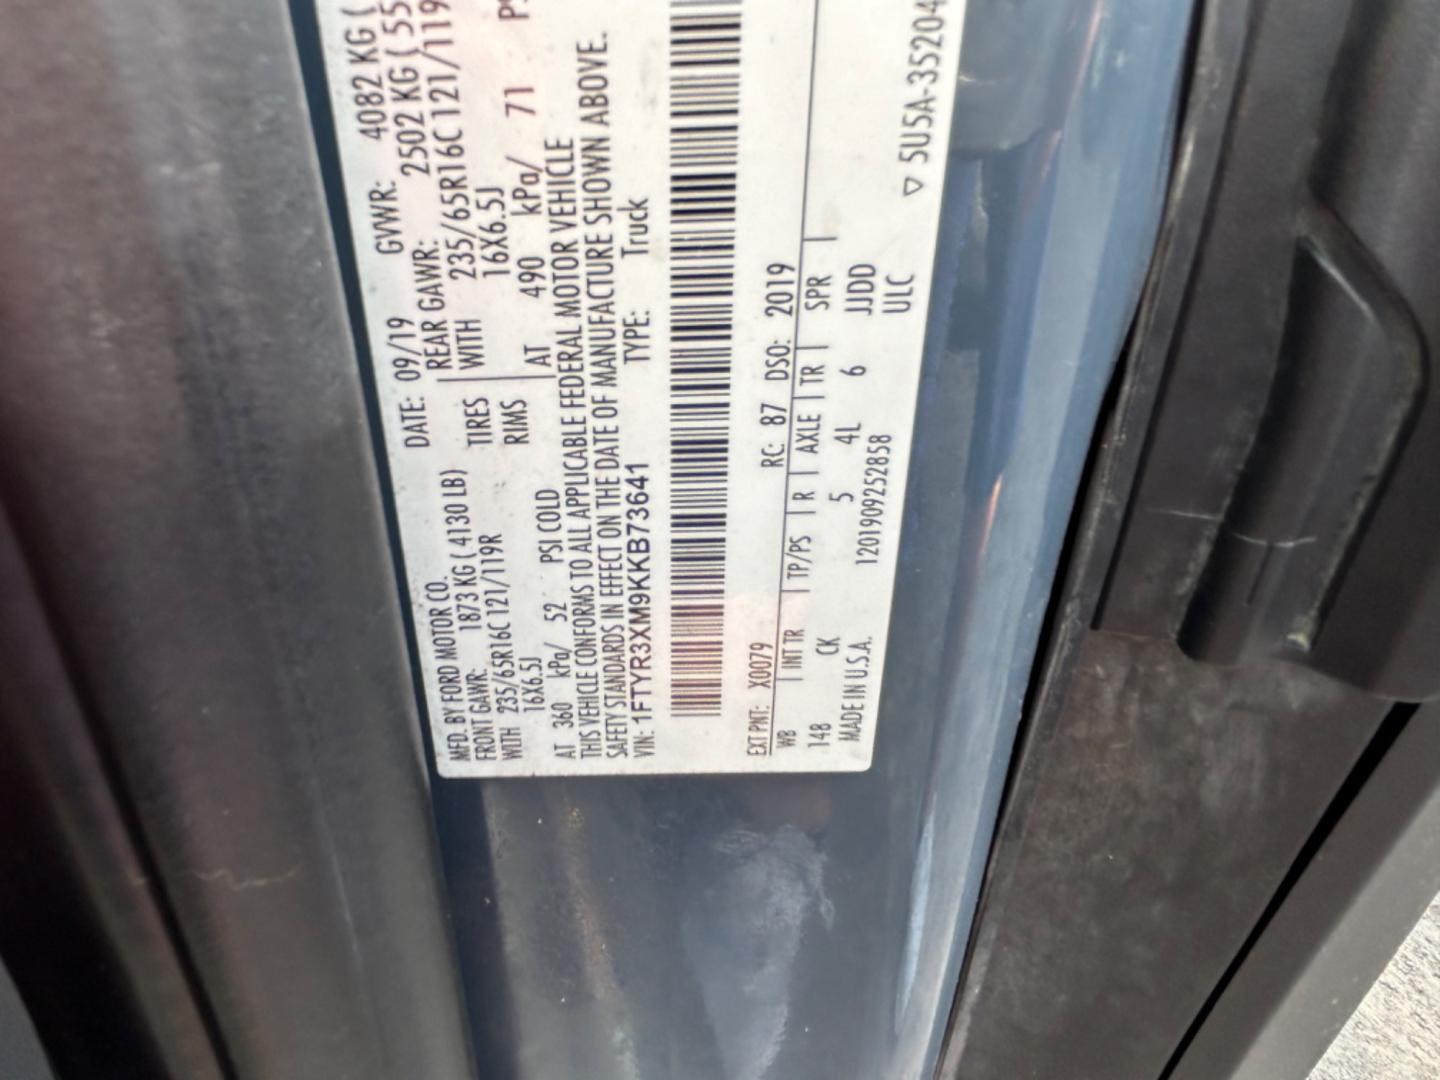 MFD. BY FORD MOTOR CO. DATE: 09/19 GVWR: 4082 KG (
FRONT GAWR: 1873 KG ( 4130 LB) REAR GAWR: 2502 KG ( 55
WITH 235/65R16C 121/119R TIRES WITH 235/65R16C 121/119
16X6.5J RIMS 16X6.5J
AT 360 kPa/ 52 PSI COLD AT 490 kPa/ 71 PS
THIS VEHICLE CONFORMS TO ALL APPLICABLE FEDERAL MOTOR VEHICLE
SAFETY STANDARDS IN EFFECT ON THE DATE OF MANUFACTURE SHOWN ABOVE.
VIN: 1FTYR3XM9KKB73641 TYPE: Truck
EXT PNT: X0079 RC: 87 DSO: 2019
WB | INT TR | TP/PS | R | AXLE | TR | SPR |
148 CK 5 4L 6 JJDD
MADE IN U.S.A. 1201909252858 ULC
▽ 5U5A-35204